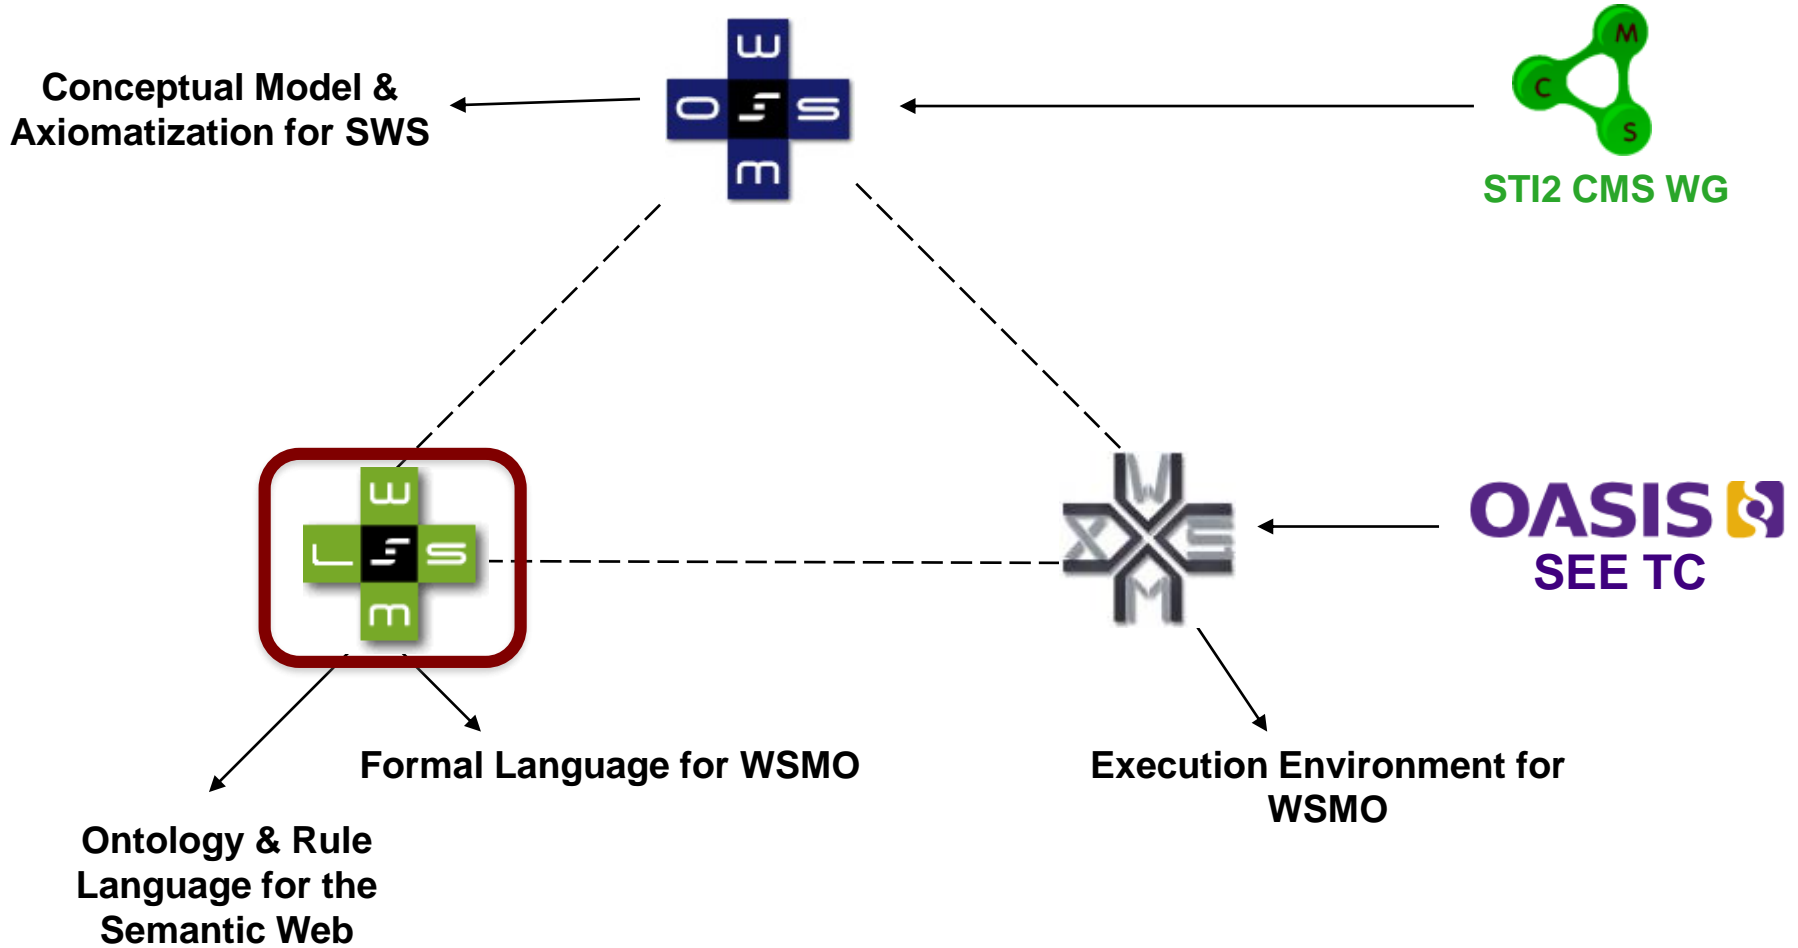 Conceptual Model &
Axiomatization for SWS
W
O S
M
M
C
S
STI2 CMS WG
W
L S
M
W
X S
M
OASIS
SEE TC
Formal Language for WSMO
Execution Environment for
WSMO
Ontology & Rule
Language for the
Semantic Web